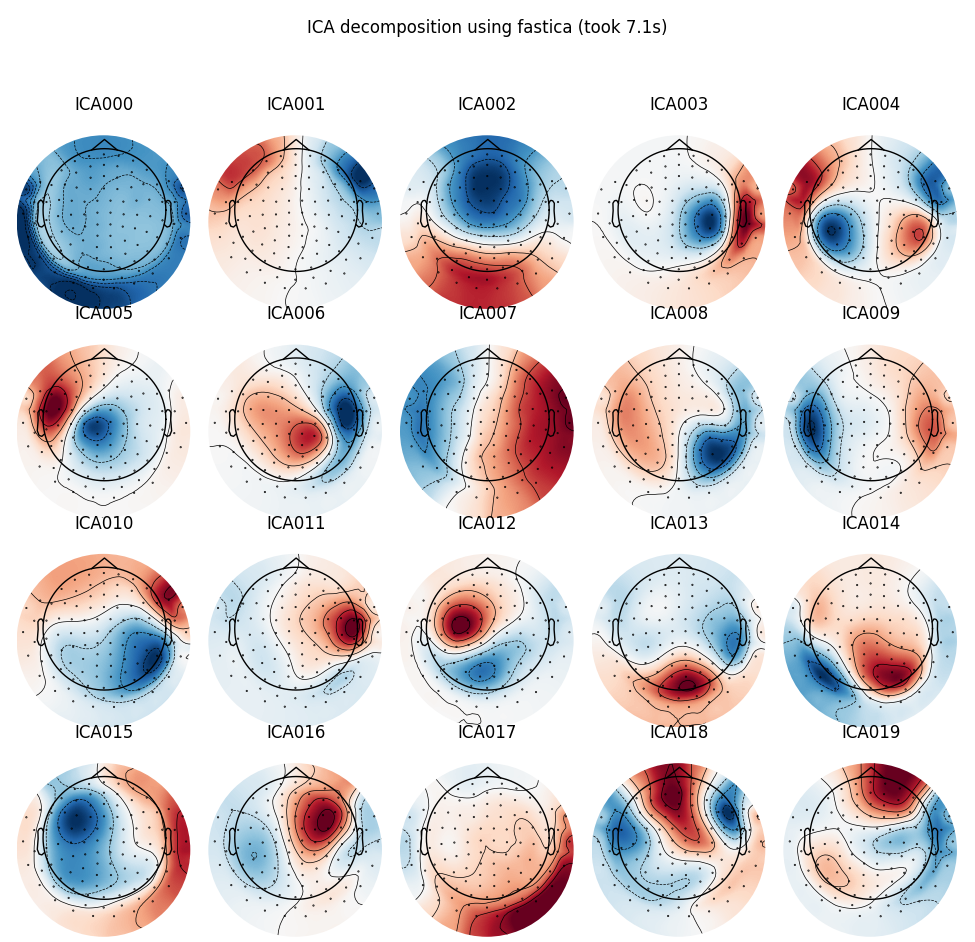 ICA decomposition using fastica (took 7.1s)
ICA000 ICA001 ICA002 ICA003 ICA004
ICA005 ICA006 ICA007 ICA008 ICA009
ICA010 ICA011 ICA012 ICA013 ICA014
ICA015 ICA016 ICA017 ICA018 ICA019